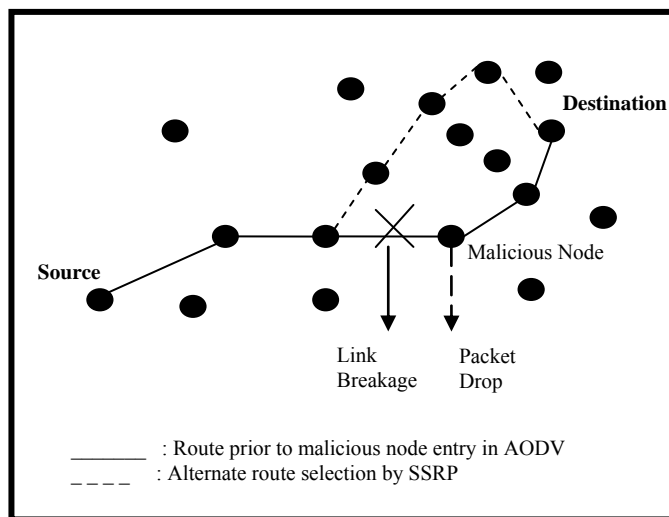 Destination
Malicious Node
Source
Link
Breakage
Packet
Drop
_______ : Route prior to malicious node entry in AODV
_ _ _ _ : Alternate route selection by SSRP